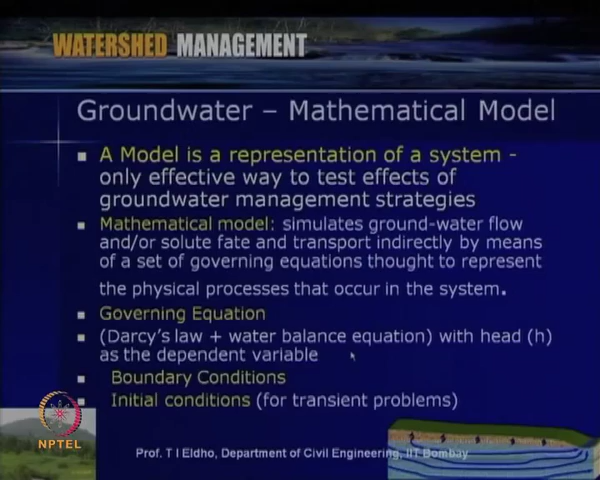 WATERSHED MANAGEMENT
Groundwater – Mathematical Model
A Model is a representation of a system -
only effective way to test effects of
groundwater management strategies
Mathematical model: simulates ground-water flow
and/or solute fate and transport indirectly by means
of a set of governing equations thought to represent
the physical processes that occur in the system.
Governing Equation
(Darcy's law + water balance equation) with head (h)
as the dependent variable
Boundary Conditions
Initial conditions (for transient problems)
NPTEL
Prof. T I Eldho, Department of Civil Engineering, IIT Bombay